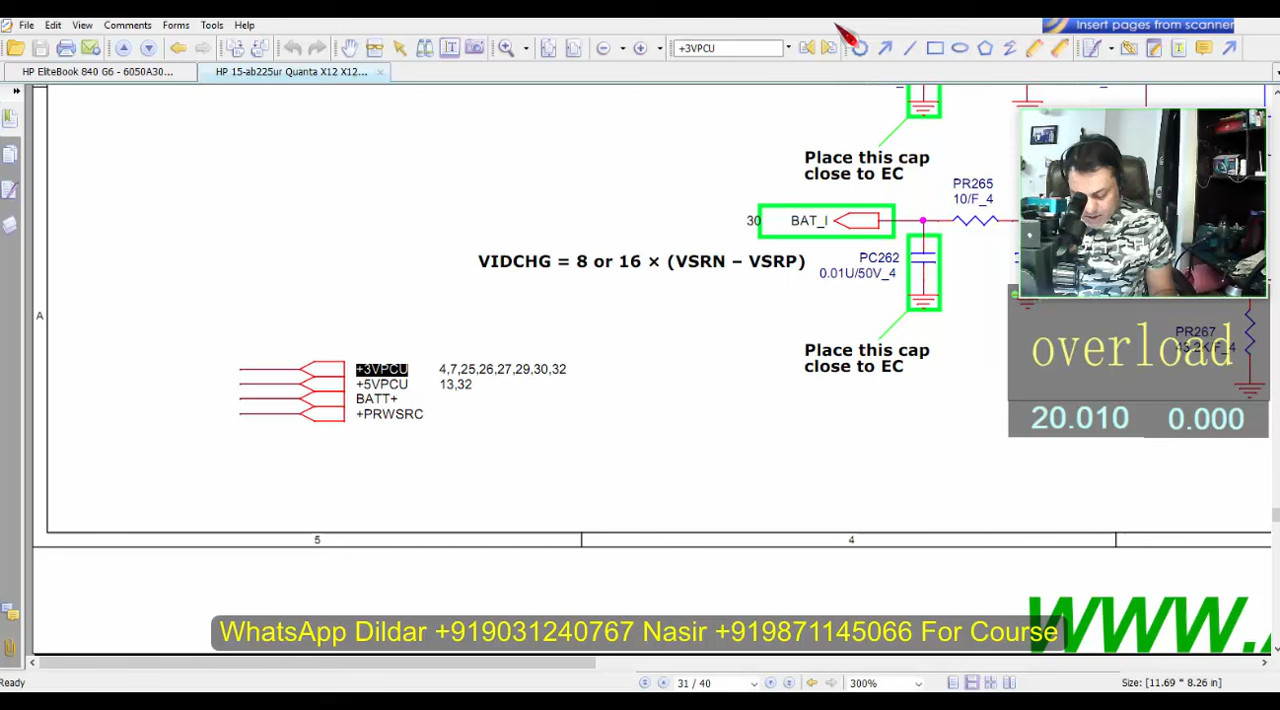 File Edit View Comments Forms Tools Help
Insert pages from scanner
+3VPCU
HP EliteBook 840 G6 - 6050A30...
HP 15-ab225ur Quanta X12 X12...
Place this cap
close to EC
PR265
10/F_4
30 BAT_I
PC262
0.01U/50V_4
VIDCHG = 8 or 16 × (VSRN – VSRP)
Place this cap
close to EC
PR267
overload
20.010 0.000
A
+3VPCU 4,7,25,26,27,29,30,32
+5VPCU 13,32
BATT+
+PRWSRC
5 4
WhatsApp Dildar +919031240767 Nasir +919871145066 For Course
Ready
31 / 40
300%
Size: [11.69 * 8.26 in]